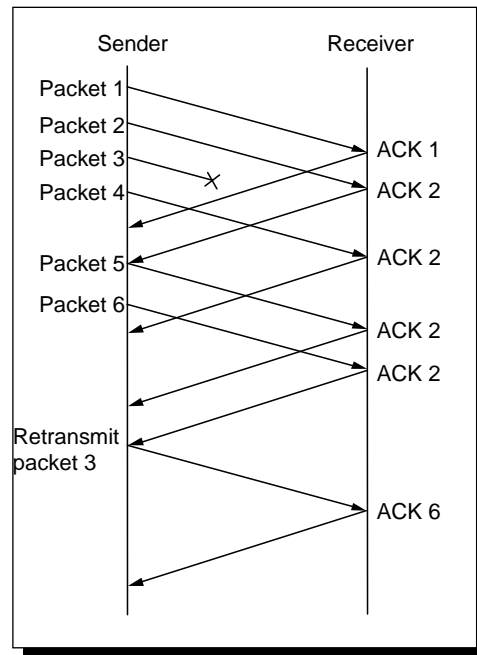 Sender
Receiver
Packet 1
Packet 2
Packet 3
Packet 4
Packet 5
Packet 6
Retransmit
packet 3
ACK 1
ACK 2
ACK 2
ACK 2
ACK 2
ACK 6